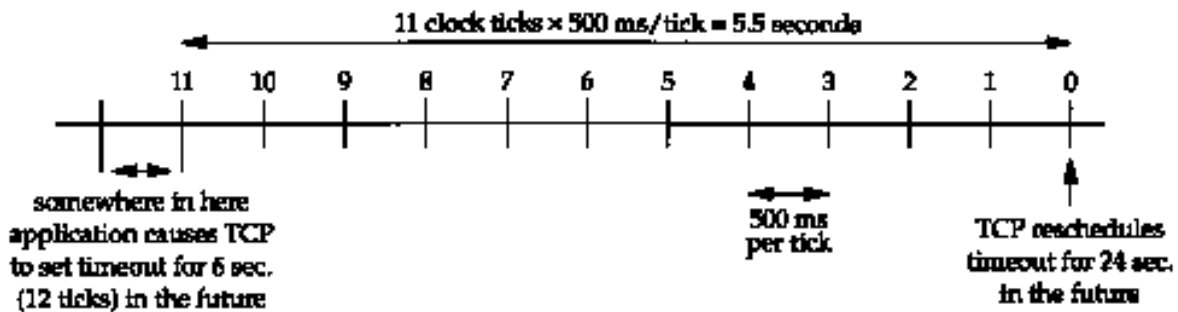 11 clock ticks × 500 ms/tick = 5.5 seconds
11 10 9 8 7 6 5 4 3 2 1 0
somewhere in here
application causes TCP
to set timeout for 6 sec.
(12 ticks) in the future
500 ms
per tick
TCP reschedules
timeout for 24 sec.
in the future